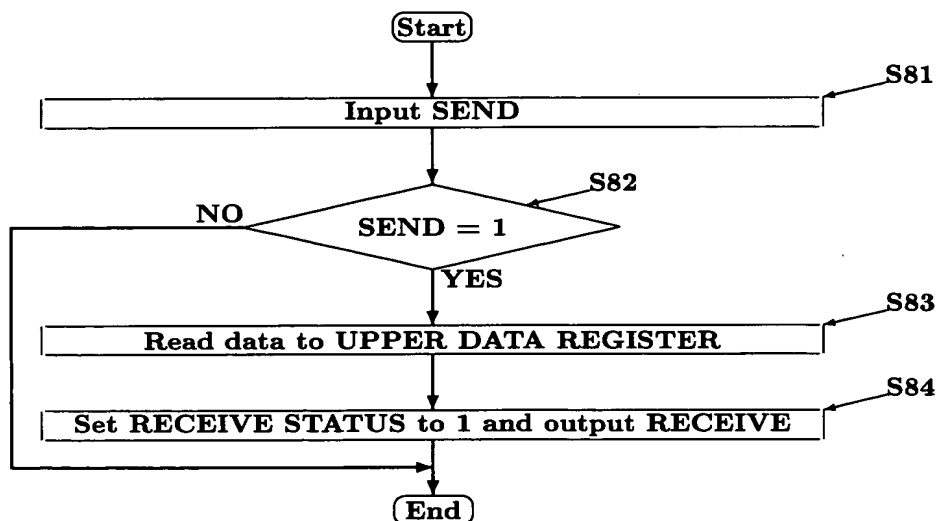 Start
S81
Input SEND
S82
NO
SEND = 1
YES
S83
Read data to UPPER DATA REGISTER
S84
Set RECEIVE STATUS to 1 and output RECEIVE
End